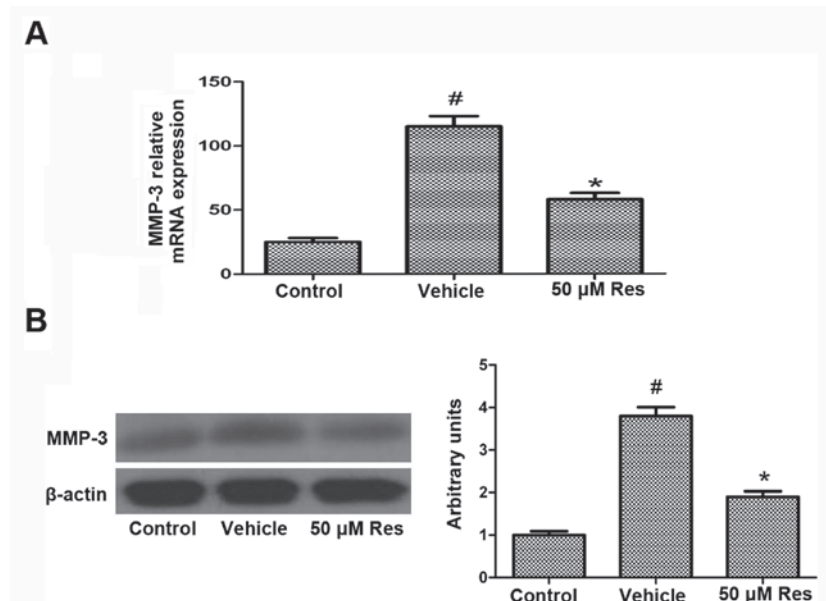 A
MMP-3 relative
mRNA expression
150
100
50
0
#
*
Control Vehicle 50 µM Res
B
MMP-3
β-actin
Control Vehicle 50 µM Res
Arbitrary units
5
4
3
2
1
0
#
*
Control Vehicle 50 µM Res